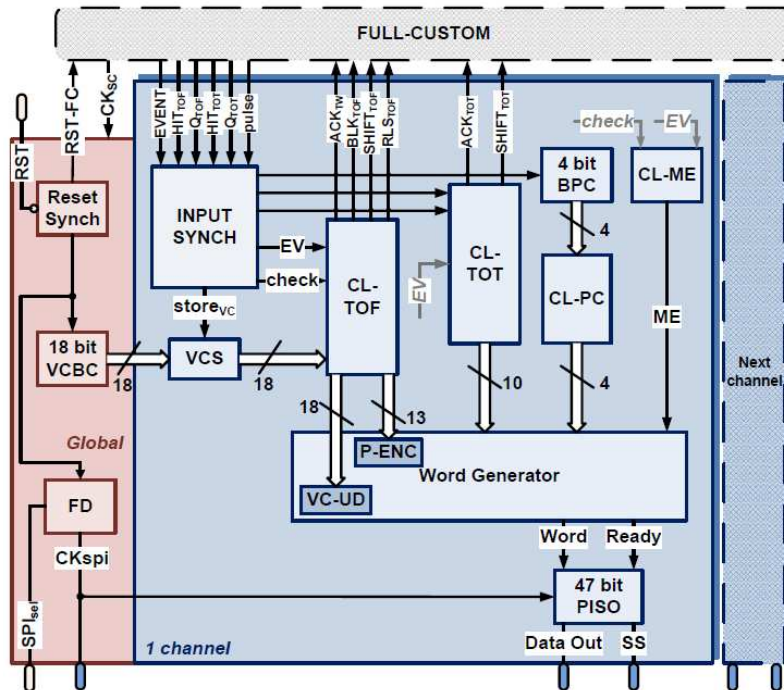 FULL-CUSTOM
RST
RST-FC
CKSC
EVENT
HITTOF
QTOF
HITTOT
QTOT
pulse
ACKTW
BLKTOF
SHIFTTOF
RLSTOF
ACKTOT
SHIFTTOT
check
EV
Reset
Synch
INPUT
SYNCH
4 bit
BPC
CL-ME
EV
check
CL-
TOF
EV
CL-
TOT
4
CL-PC
ME
storeVC
18 bit
VCBC
18
VCS
18
Next
channel
18
13
10
4
Global
P-ENC
Word Generator
VC-UD
FD
Word
Ready
CKspi
47 bit
PISO
SPIsel
1 channel
Data Out
SS